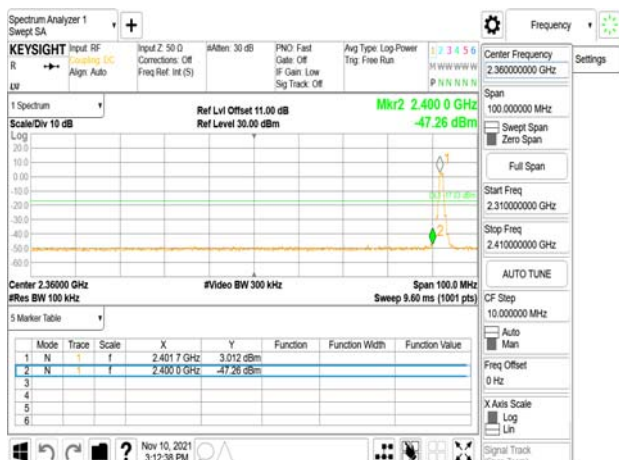 Spectrum Analyzer 1
Swept SA
+
Frequency
KEYSIGHT
R
LXI
Input: RF
Coupling: DC
Align: Auto
Input Z: 50 Ω
Corrections: Off
Freq Ref: Int (S)
#Atten: 30 dB
PNO: Fast
Gate: Off
IF Gain: Low
Sig Track: Off
Avg Type: Log-Power
Trig: Free Run
1 2 3 4 5 6
M W W W W W
P N N N N N
1 Spectrum
Scale/Div 10 dB
Ref Lvl Offset 11.00 dB
Ref Level 30.00 dBm
Mkr2 2.400 0 GHz
-47.26 dBm
Log
20.0
10.0
0.00
-10.0
-20.0
-30.0
-40.0
-50.0
-60.0
1
2
Center 2.36000 GHz
#Res BW 100 kHz
#Video BW 300 kHz
Span 100.0 MHz
Sweep 9.60 ms (1001 pts)
5 Marker Table
Mode Trace Scale X Y Function Function Width Function Value
1 N 1 f 2.401 7 GHz 3.012 dBm
2 N 1 f 2.400 0 GHz -47.26 dBm
3
4
5
6
Nov 10, 2021
3:12:38 PM
?
Center Frequency
2.360000000 GHz
Span
100.000000 MHz
Swept Span
Zero Span
Full Span
Start Freq
2.310000000 GHz
Stop Freq
2.410000000 GHz
AUTO TUNE
CF Step
10.000000 MHz
Auto
Man
Freq Offset
0 Hz
X Axis Scale
Log
Lin
Signal Track
Settings